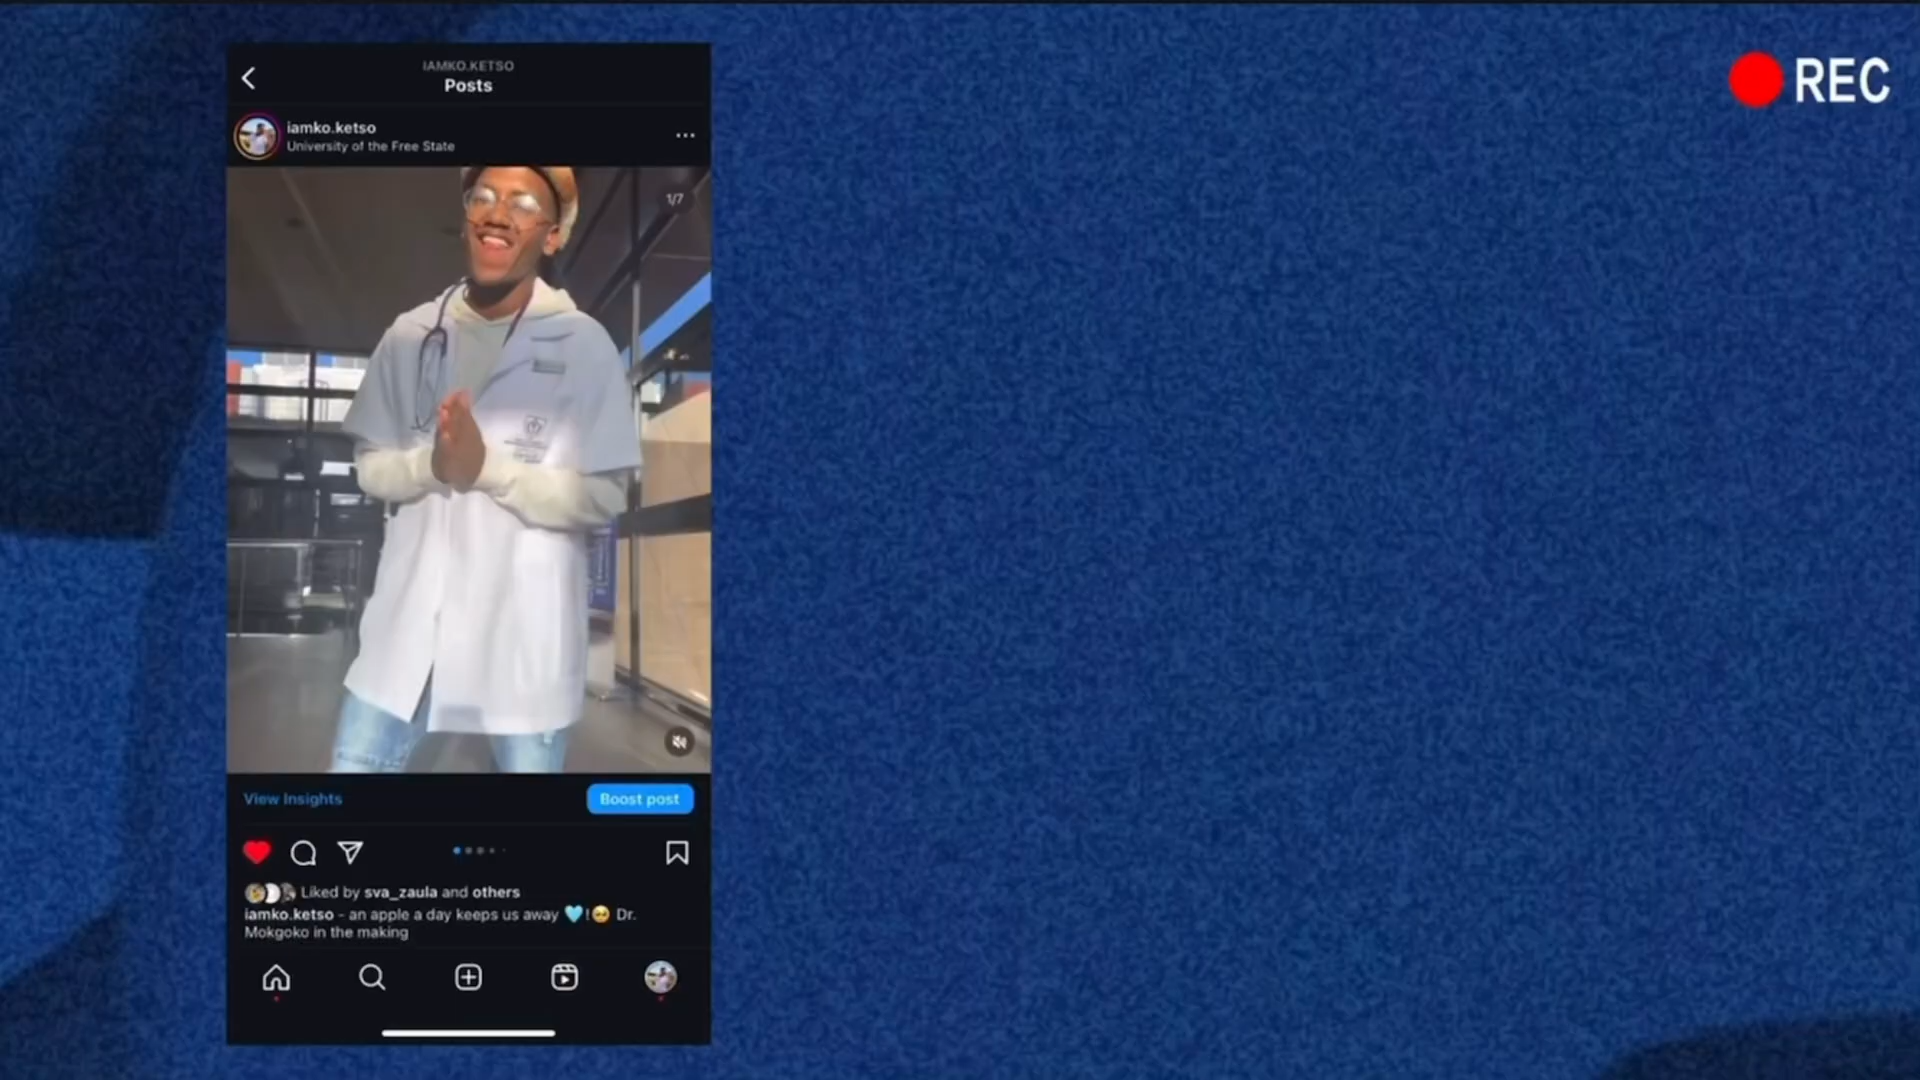 IAMKO.KETSO
Posts
iamko.ketso
University of the Free State
1/7
View Insights
Boost post
Liked by sva_zaula and others
iamko.ketso - an apple a day keeps us away 🩵!🥺 Dr.
Mokgoko in the making
REC